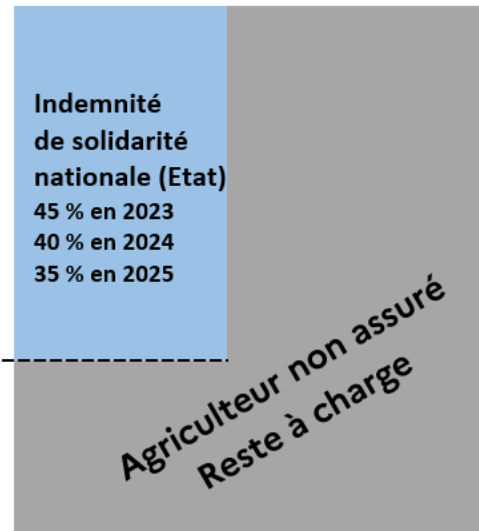 Indemnité
de solidarité
nationale (Etat)
45 % en 2023
40 % en 2024
35 % en 2025
Agriculteur non assuré
Reste à charge